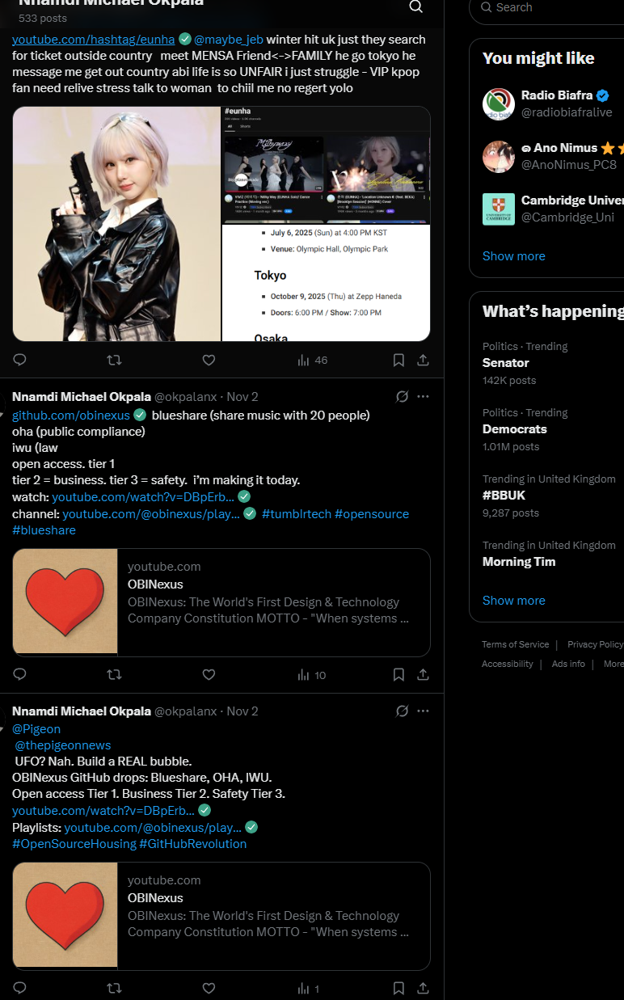 Nnamdi Michael Okpala
533 posts
youtube.com/hashtag/eunha @maybe_jeb winter hit uk just they search
for ticket outside country meet MENSA Friend<->FAMILY he go tokyo he
message me get out country abi life is so UNFAIR i just struggle - VIP kpop
fan need relive stress talk to woman to chiil me no regert yolo
#eunha
All Shorts
July 6, 2025 (Sun) at 4:00 PM KST
Venue: Olympic Hall, Olympic Park
Tokyo
October 9, 2025 (Thu) at Zepp Haneda
Doors: 6:00 PM / Show: 7:00 PM
Osaka
46
Nnamdi Michael Okpala @okpalanx · Nov 2
github.com/obinexus blueshare (share music with 20 people)
oha (public compliance)
iwu (law
open access. tier 1
tier 2 = business. tier 3 = safety. i'm making it today.
watch: youtube.com/watch?v=DBpErb...
channel: youtube.com/@obinexus/play... #tumblrtech #opensource
#blueshare
youtube.com
OBINexus
OBINexus: The World's First Design & Technology
Company Constitution MOTTO - "When systems ...
10
Nnamdi Michael Okpala @okpalanx · Nov 2
@Pigeon
@thepigeonnews
UFO? Nah. Build a REAL bubble.
OBINexus GitHub drops: Blueshare, OHA, IWU.
Open access Tier 1. Business Tier 2. Safety Tier 3.
youtube.com/watch?v=DBpErb...
Playlists: youtube.com/@obinexus/play...
#OpenSourceHousing #GitHubRevolution
youtube.com
OBINexus
OBINexus: The World's First Design & Technology
Company Constitution MOTTO - "When systems ...
1
Search
You might like
Radio Biafra
@radiobiafralive
Ano Nimus
@AnoNimus_PC8
Cambridge Univer
@Cambridge_Uni
Show more
What's happening
Politics · Trending
Senator
142K posts
Politics · Trending
Democrats
1.01M posts
Trending in United Kingdom
#BBUK
9,287 posts
Trending in United Kingdom
Morning Tim
Show more
Terms of Service | Privacy Policy
Accessibility | Ads info | More